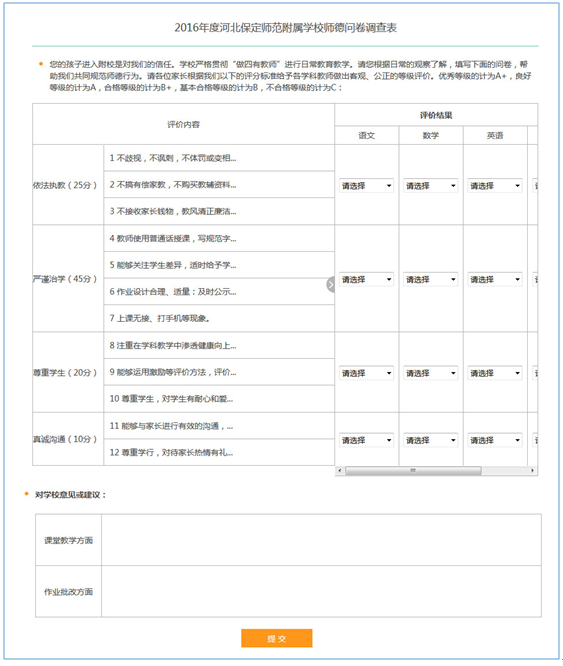 2016年度河北保定师范附属学校师德问卷调查表
您的孩子进入附校是对我们的信任。学校严格贯彻“做四有教师”进行日常教育教学。请您根据日常的观察了解，填写下面的问卷，帮
助我们共同规范师德行为。请各位家长根据我们以下的评分标准给予各学科教师做出客观、公正的等级评价。优秀等级的计为A+，良好
等级的计为A，合格等级的计为B+，基本合格等级的计为B，不合格等级的计为C：
评价内容
评价结果
语文 数学 英语
依法执教（25分）
1 不歧视，不讽刺，不体罚或变相...
2 不搞有偿家教，不购买教辅资料...
3 不接收家长钱物，教风清正廉洁...
请选择 请选择 请选择
严谨治学（45分）
4 教师使用普通话授课，写规范字...
5 能够关注学生差异，适时给予学...
6 作业设计合理、适量；及时公示...
7 上课无接、打手机等现象。
请选择 请选择 请选择
尊重学生（20分）
8 注重在学科教学中渗透健康向上...
9 能够运用激励等评价方法，评价...
10 尊重学生，对学生有耐心和爱...
请选择 请选择 请选择
真诚沟通（10分）
11 能够与家长进行有效的沟通，...
12 尊重学行，对待家长热情有礼...
请选择 请选择 请选择
对学校意见或建议：
课堂教学方面
作业批改方面
提 交